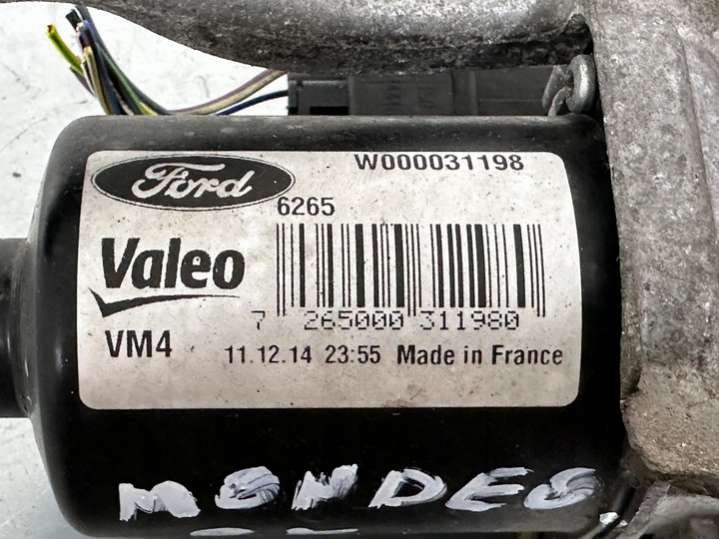 Ford
W000031198
6265
Valeo
7 265000 311980
VM4
11.12.14 23:55 Made in France
MONDEO